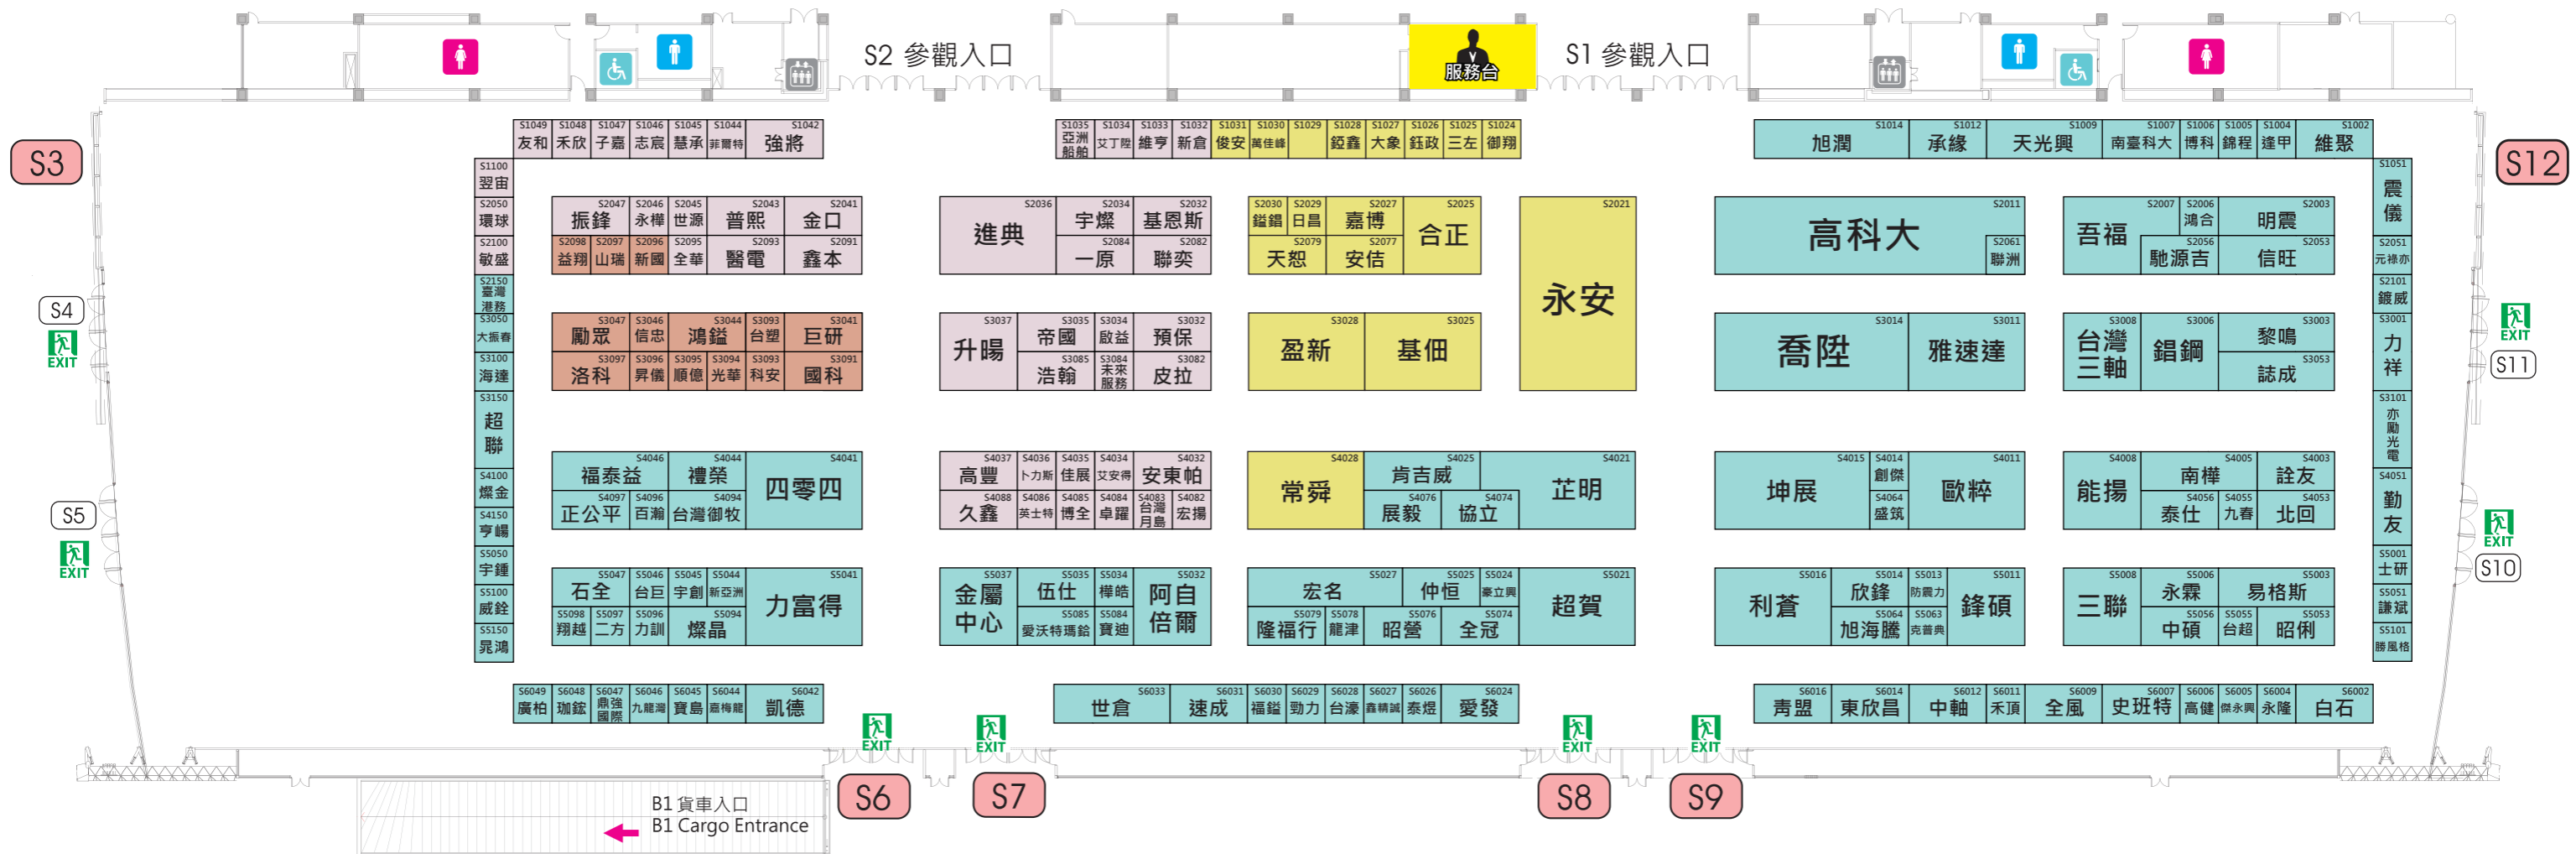 S2 參觀入口
服務台
S1 參觀入口
S3
S12
S1049 友和
S1048 禾欣
S1047 子嘉
S1046 志宸
S1045 慧承
S1044 菲爾特
S1042 強將
S1035 亞洲船舶
S1034 艾丁陞
S1033 維亨
S1032 新倉
S1031 俊安
S1030 萬佳峰
S1029
S1028 錏鑫
S1027 大象
S1026 鈺政
S1025 三左
S1024 御翔
S1014 旭潤
S1012 承緣
S1009 天光興
S1007 南臺科大
S1006 博科
S1005 錦程
S1004 逢甲
S1002 維聚
S1100 翌宙
S2050 環球
S2100 敏盛
S2150 臺灣港務
S3050 大振春
S3100 海達
S3150 超聯
S4100 燦金
S4150 亨崵
S5050 宇鍾
S5100 威銓
S5150 晁鴻
S1051 震儀
S2051 元祿亦
S2101 鍍威
S3001 力祥
S3101 亦勵光電
S4051 勤友
S5001 士研
S5051 謙斌
S5101 勝風格
S2047 振鋒
S2046 永樺
S2045 世源
S2043 普熙
S2041 金口
S2098 益翔
S2097 山瑞
S2096 新國
S2095 全華
S2093 醫電
S2091 鑫本
S2036 進典
S2034 宇燦
S2032 基恩斯
S2084 一原
S2082 聯奕
S2030 鎰錩
S2029 日昌
S2027 嘉博
S2025 合正
S2079 天恕
S2077 安佶
S2021 永安
S2011 高科大
S2061 聯洲
S2007 吾福
S2006 鴻合
S2003 明震
S2056 馳源吉
S2053 信旺
S4
EXIT
EXIT
S11
S3047 勵眾
S3046 信忠
S3044 鴻鎰
S3093 台塑
S3041 巨研
S3097 洛科
S3096 昇儀
S3095 順億
S3094 光華
S3093 科安
S3091 國科
S3037 升暘
S3035 帝國
S3034 啟益
S3032 預保
S3085 浩翰
S3084 未來服務
S3082 皮拉
S3028 盈新
S3025 基佃
S3014 喬陞
S3011 雅速達
S3008 台灣三軸
S3006 錩鋼
S3003 黎鳴
S3053 誌成
S4046 福泰益
S4044 禮榮
S4041 四零四
S4097 正公平
S4096 百瀚
S4094 台灣御牧
S4037 高豐
S4036 卜力斯
S4035 佳展
S4034 艾安得
S4032 安東帕
S4088 久鑫
S4086 英士特
S4085 博全
S4084 卓躍
S4083 台灣月島
S4082 宏揚
S4028 常舜
S4025 肯吉威
S4021 芷明
S4076 展毅
S4074 協立
S4015 坤展
S4014 創傑
S4011 歐粹
S4064 盛筑
S4008 能揚
S4005 南樺
S4003 詮友
S4056 泰仕
S4055 九春
S4053 北回
S5
EXIT
EXIT
S10
S5047 石全
S5046 台巨
S5045 宇創
S5044 新亞洲
S5041 力富得
S5098 翔越
S5097 二方
S5096 力訓
S5094 燦晶
S5037 金屬中心
S5035 伍仕
S5034 樺皓
S5032 阿自倍爾
S5085 愛沃特瑪鉿
S5084 寶迪
S5027 宏名
S5025 仲恒
S5024 豪立興
S5021 超賀
S5079 隆福行
S5078 龍津
S5076 昭營
S5074 全冠
S5016 利蒼
S5014 欣鋒
S5013 防震力
S5011 鋒碩
S5064 旭海騰
S5063 克普典
S5008 三聯
S5006 永霖
S5003 易格斯
S5056 中碩
S5055 台超
S5053 昭俐
S6049 廣柏
S6048 珈鋐
S6047 鼎強國際
S6046 九龍灣
S6045 寶島
S6044 嘉梅龍
S6042 凱德
S6033 世倉
S6031 速成
S6030 福鎰
S6029 勁力
S6028 台濠
S6027 鑫精誠
S6026 泰煜
S6024 愛發
S6016 青盟
S6014 東欣昌
S6012 中軸
S6011 禾頂
S6009 全風
S6007 史班特
S6006 高健
S6005 傑永興
S6004 永隆
S6002 白石
EXIT
EXIT
EXIT
EXIT
S6
S7
S8
S9
B1 貨車入口
B1 Cargo Entrance